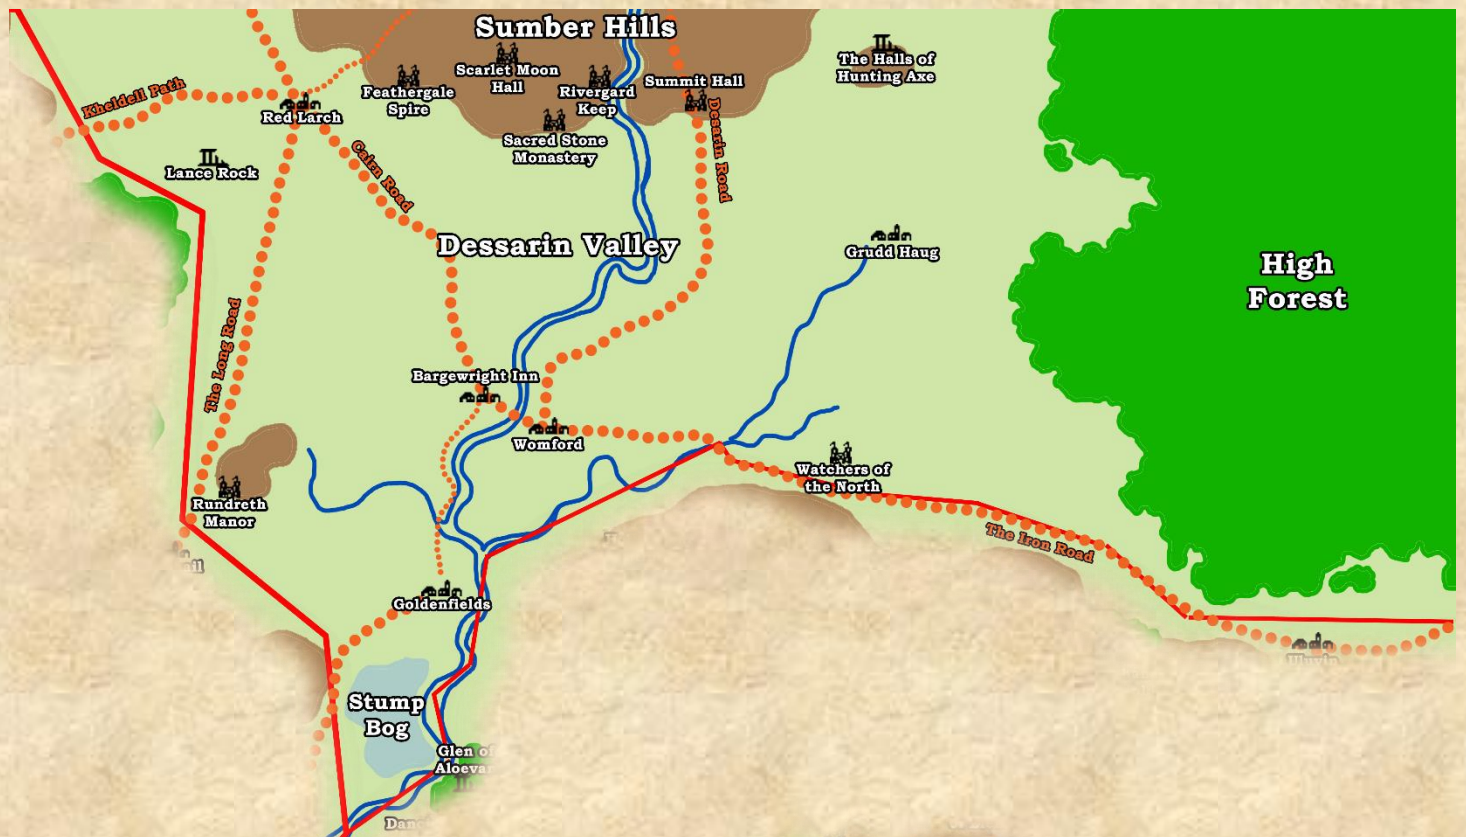 Sumber Hills
Scarlet Moon
Hall
The Halls of
Hunting Axe
Feathergale
Spire
Rivergard
Keep
Summit Hall
Kheldell Path
Red Larch
Desarin Road
Sacred Stone
Monastery
Lance Rock
Cairn Road
Dessarin Valley
Grudd Haug
High
Forest
The Long Road
Bargewright Inn
Womford
Watchers of
the North
Rundreth
Manor
The Iron Road
Goldenfields
Stump
Bog
Glen of